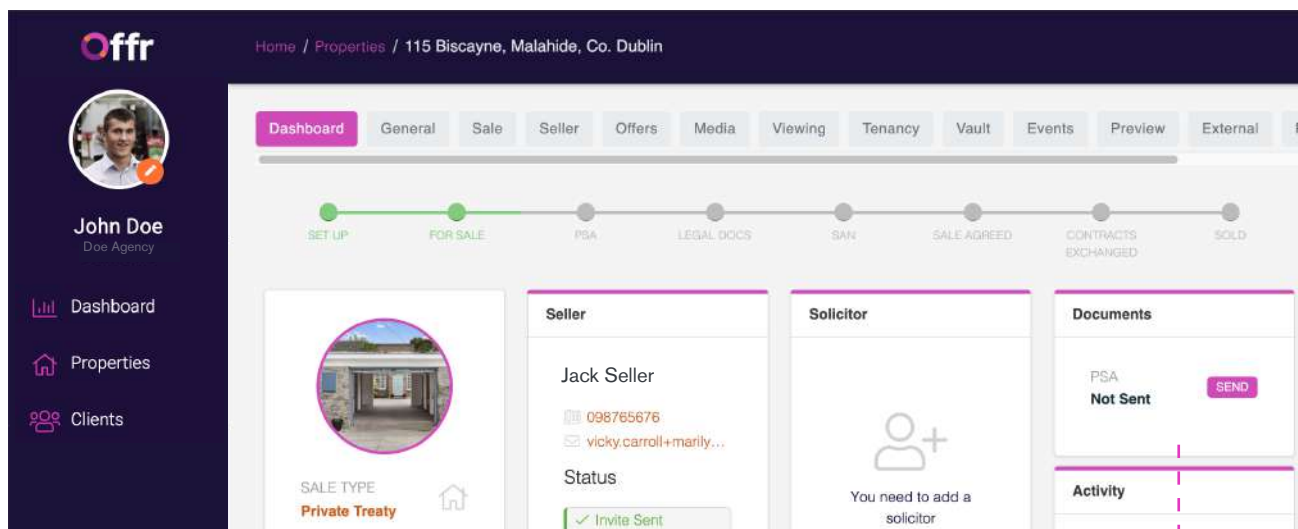 Offr
Home / Properties / 115 Biscayne, Malahide, Co. Dublin
John Doe
Doe Agency
Dashboard
Properties
Clients
Dashboard General Sale Seller Offers Media Viewing Tenancy Vault Events Preview External
SET UP FOR SALE PSA LEGAL DOCS SAN SALE AGREED CONTRACTS EXCHANGED SOLD
SALE TYPE
Private Treaty
Seller
Jack Seller
098765676
vicky.carroll+marily...
Status
Invite Sent
Solicitor
You need to add a
solicitor
Documents
PSA
Not Sent
SEND
Activity